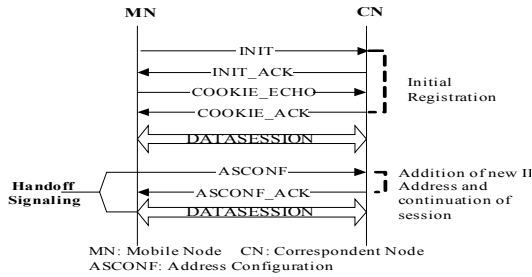 MN CN
INIT
INIT_ACK
COOKIE_ECHO
COOKIE_ACK
Initial
Registration
DATASESSION
ASCONF
ASCONF_ACK
Handoff
Signaling
Addition of new II
Address and
continuation of
session
DATASESSION
MN: Mobile Node CN: Correspondent Node
ASCONF: Address Configuration